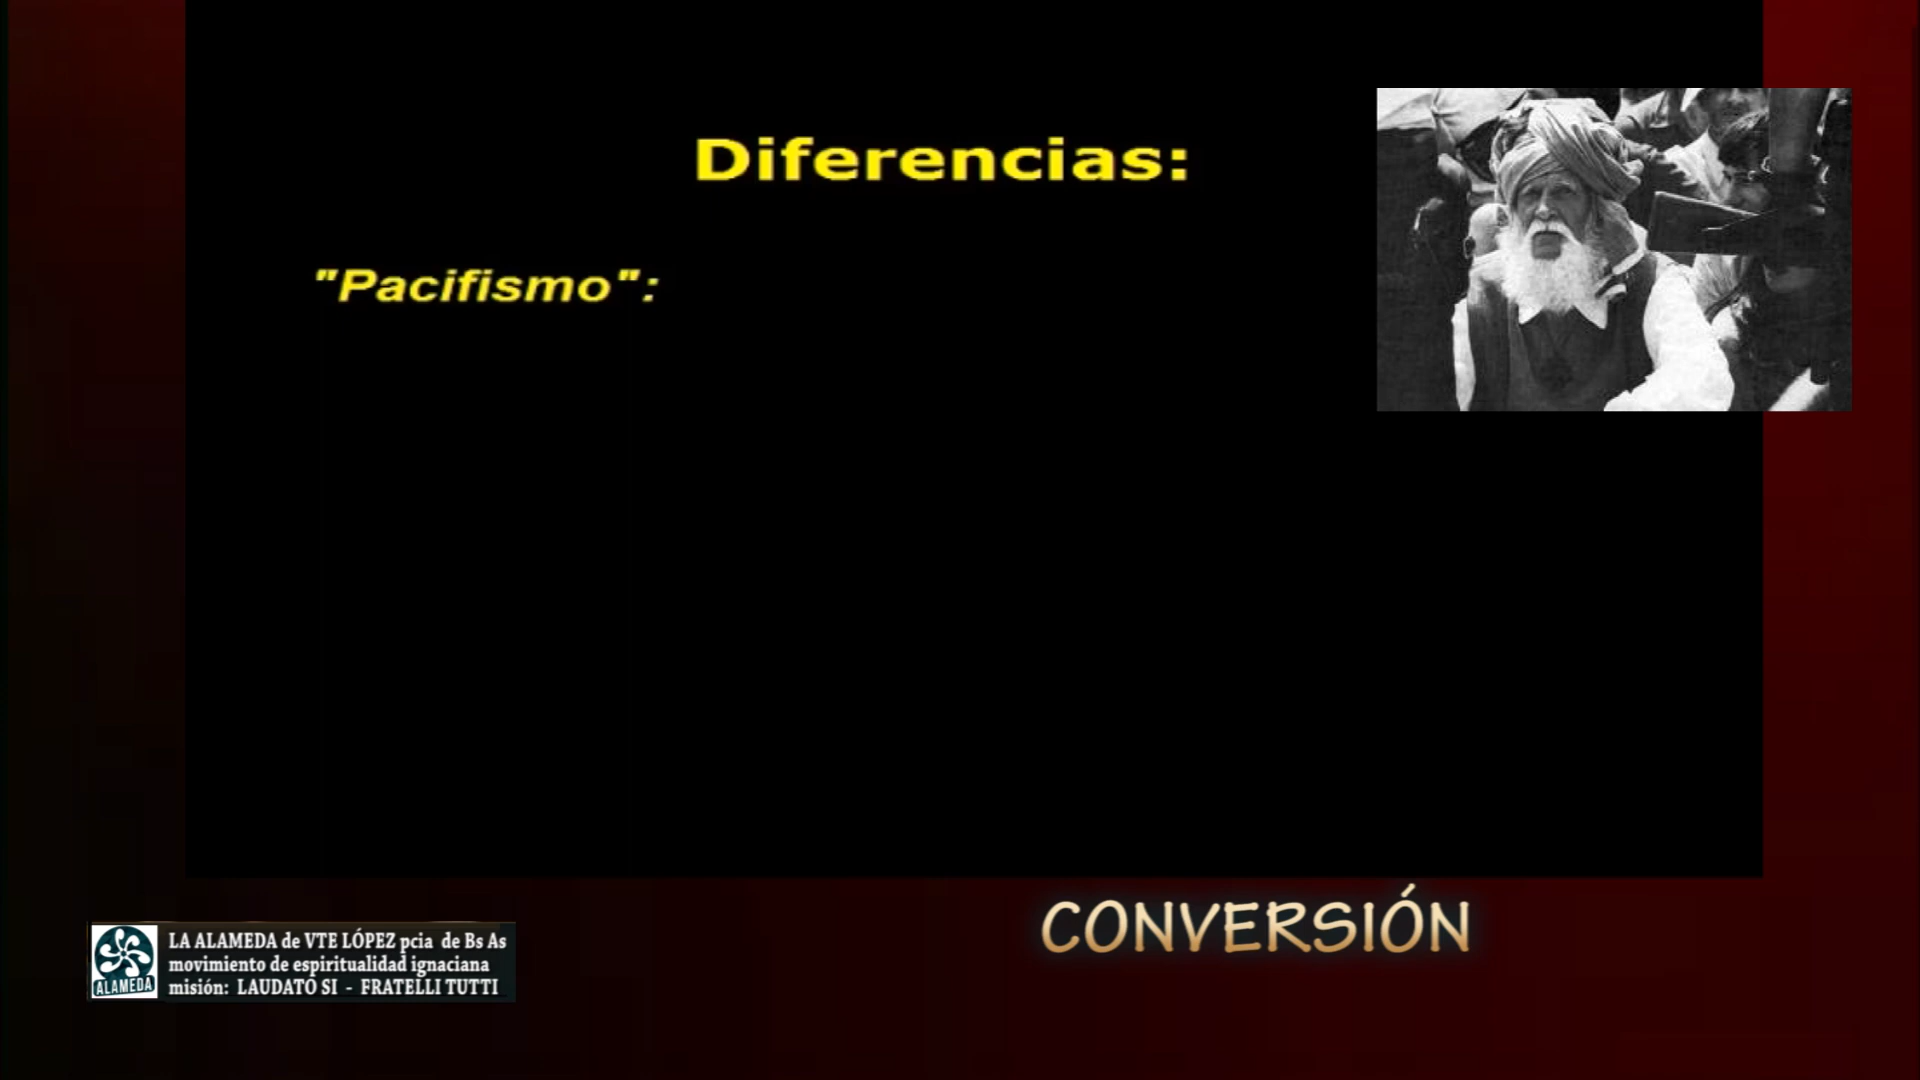 Diferencias:
"Pacifismo":
CONVERSIÓN
LA ALAMEDA de VTE LÓPEZ pcia de Bs As
movimiento de espiritualidad ignaciana
misión: LAUDATO SI - FRATELLI TUTTI
ALAMEDA